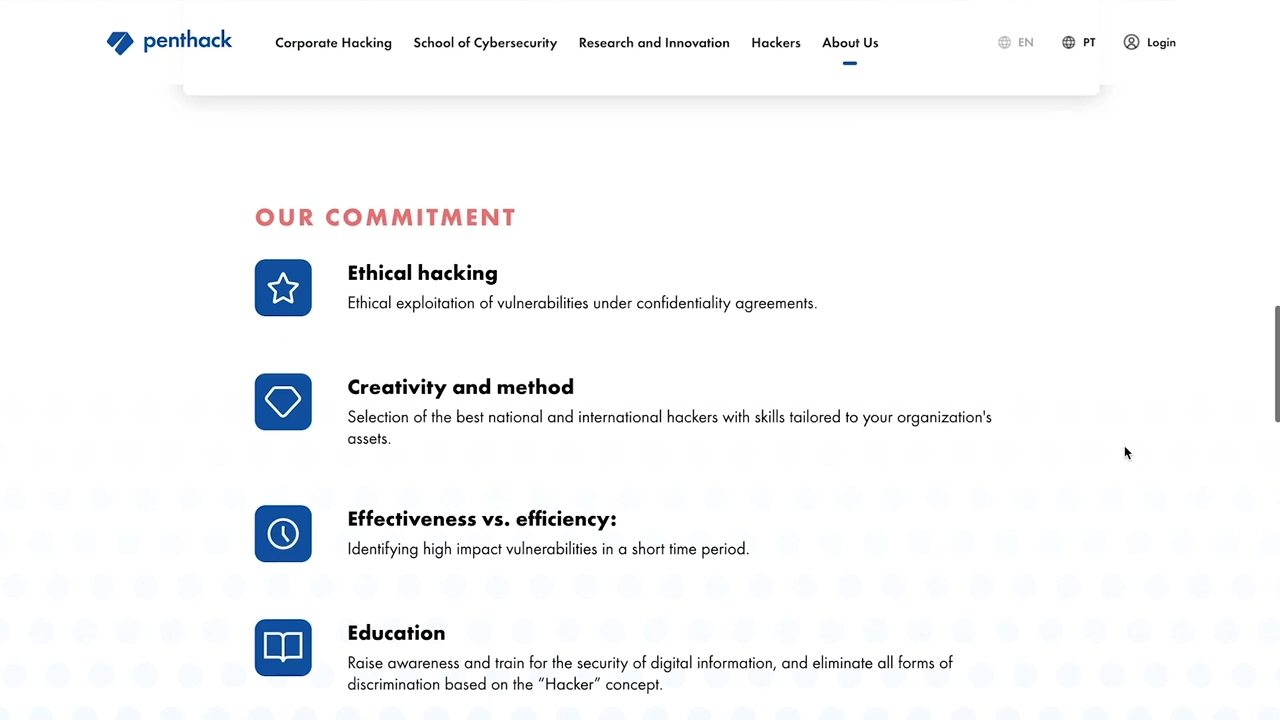 penthack
Corporate Hacking School of Cybersecurity Research and Innovation Hackers About Us EN PT Login
OUR COMMITMENT
Ethical hacking
Ethical exploitation of vulnerabilities under confidentiality agreements.
Creativity and method
Selection of the best national and international hackers with skills tailored to your organization's
assets.
Effectiveness vs. efficiency:
Identifying high impact vulnerabilities in a short time period.
Education
Raise awareness and train for the security of digital information, and eliminate all forms of
discrimination based on the “Hacker” concept.